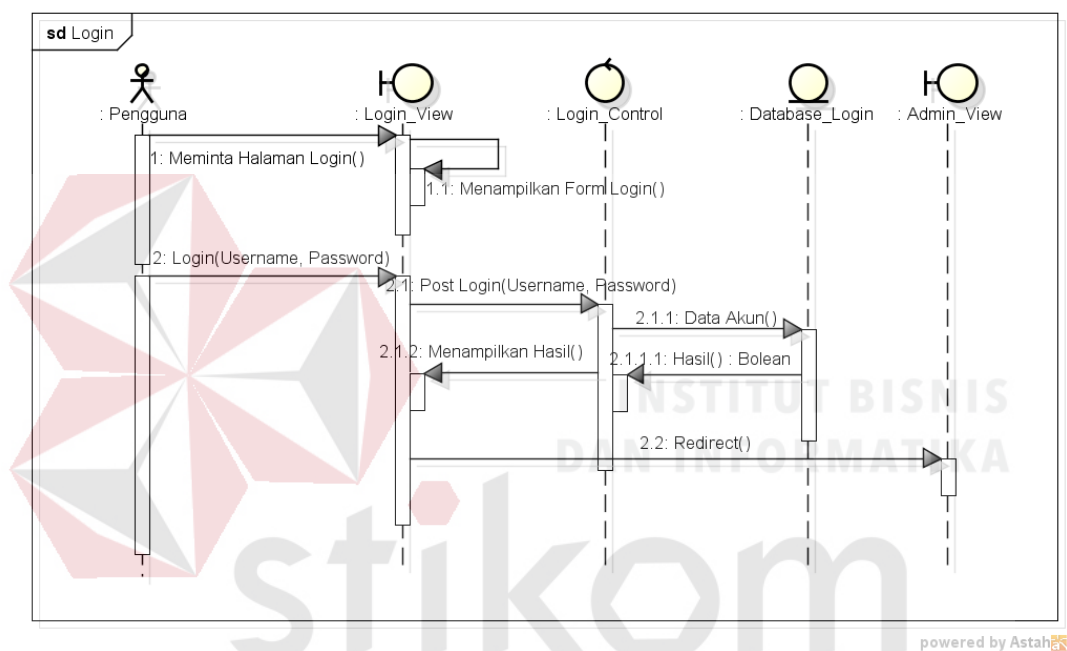 sd Login
: Pengguna
: Login_View
: Login_Control
: Database_Login
: Admin_View
1: Meminta Halaman Login()
1.1: Menampilkan Form Login()
2: Login(Username, Password)
2.1: Post Login(Username, Password)
2.1.1: Data Akun()
2.1.2: Menampilkan Hasil()
2.1.1.1: Hasil() : Bolean
INSTITUT BISNIS
DAN INFORMATIKA
2.2: Redirect()
stikom
powered by Astah